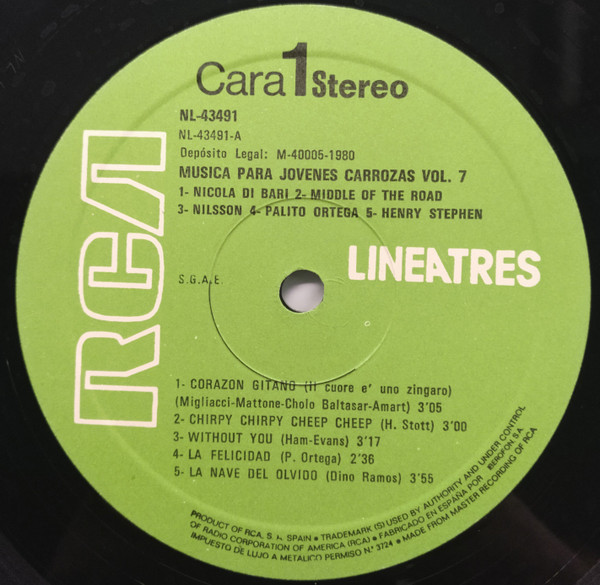 Cara 1 Stereo
NL-43491
NL-43491-A
Depósito Legal: M-40005-1980
MUSICA PARA JOVENES CARROZAS VOL. 7
1- NICOLA DI BARI 2- MIDDLE OF THE ROAD
3- NILSSON 4- PALITO ORTEGA 5- HENRY STEPHEN
RCA
LINEATRES
S.G.A.E.
1- CORAZON GITANO (Il cuore e' uno zingaro)
(Migliacci-Mattone-Cholo Baltasar-Amart) 3'05
2- CHIRPY CHIRPY CHEEP CHEEP (H. Stott) 3'00
3- WITHOUT YOU (Ham-Evans) 3'17
4- LA FELICIDAD (P. Ortega) 2'36
5- LA NAVE DEL OLVIDO (Dino Ramos) 3'55
PRODUCT OF RCA, S. A. SPAIN • TRADEMARK (S) USED BY AUTHORITY AND UNDER CONTROL
OF RADIO CORPORATION OF AMERICA (RCA) • FABRICADO EN ESPAÑA POR IBEROFON, S.A.
IMPUESTO DE LUJO A METALICO PERMISO N.º 3724 • MADE FROM MASTER RECORDING OF RCA